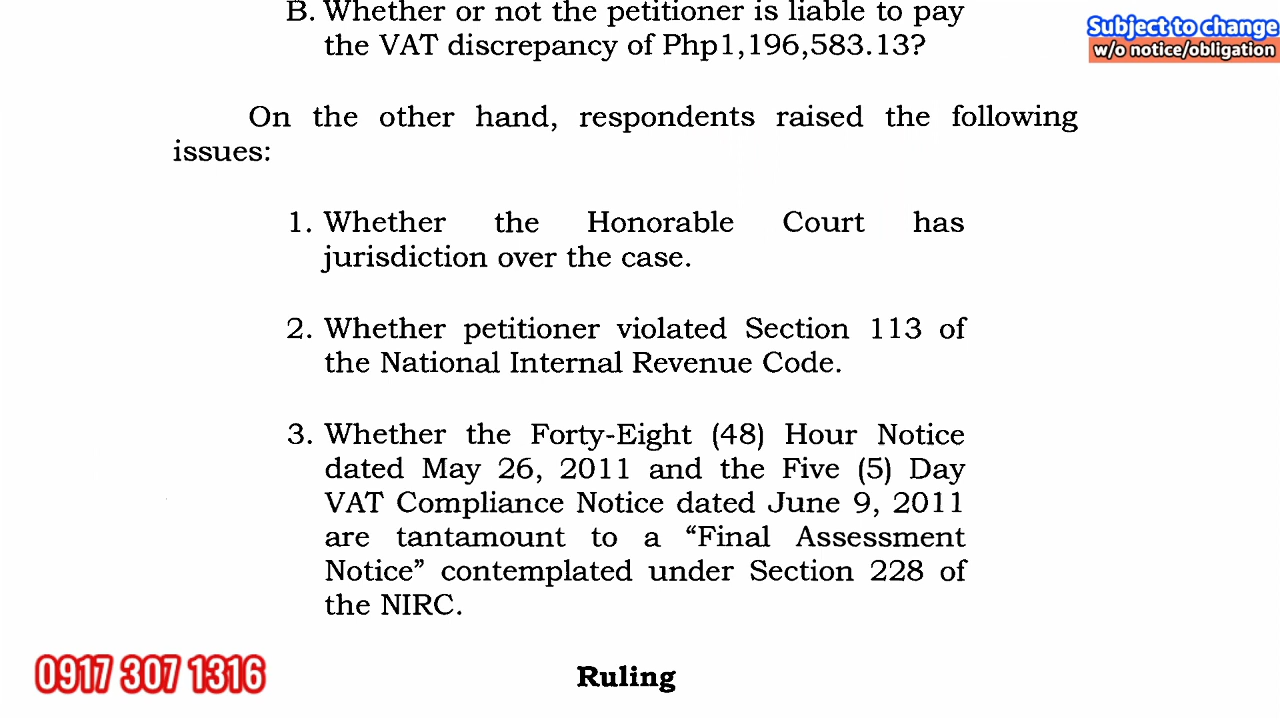 B. Whether or not the petitioner is liable to pay
the VAT discrepancy of Php1,196,583.13?
Subject to change
w/o notice/obligation
On the other hand, respondents raised the following
issues:
1. Whether the Honorable Court has
jurisdiction over the case.
2. Whether petitioner violated Section 113 of
the National Internal Revenue Code.
3. Whether the Forty-Eight (48) Hour Notice
dated May 26, 2011 and the Five (5) Day
VAT Compliance Notice dated June 9, 2011
are tantamount to a “Final Assessment
Notice” contemplated under Section 228 of
the NIRC.
0917 307 1316
Ruling